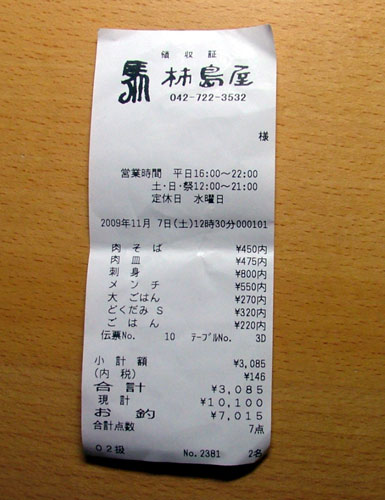 領収証
馬肉 柿島屋
042-722-3532
様
営業時間 平日16:00〜22:00
土・日・祭12:00〜21:00
定休日 水曜日
2009年11月 7日(土)12時30分000101
肉そば ¥450内
肉皿 ¥475内
刺身 ¥800内
メンチ ¥550内
大ごはん ¥270内
どくだみS ¥320内
ごはん ¥220内
伝票No. 10 テーブルNo. 3D
小計額 ¥3,085
(内 税) ¥146
合計 ¥3,085
現計 ¥10,100
お釣 ¥7,015
合計点数 7点
02級 No.2381 2名